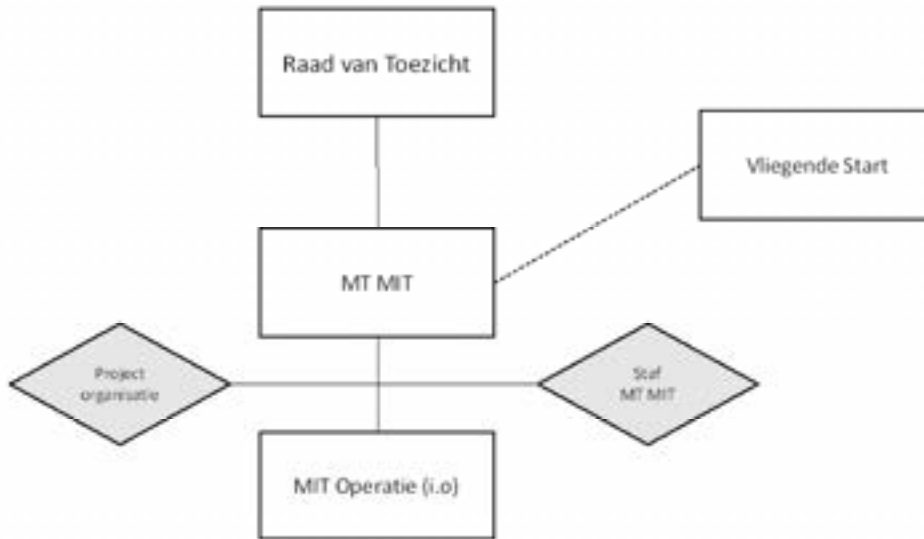 Raad van Toezicht
Vliegende Start
MT MIT
Project
organisatie
Staf
MT MIT
MIT Operatie (i.o)